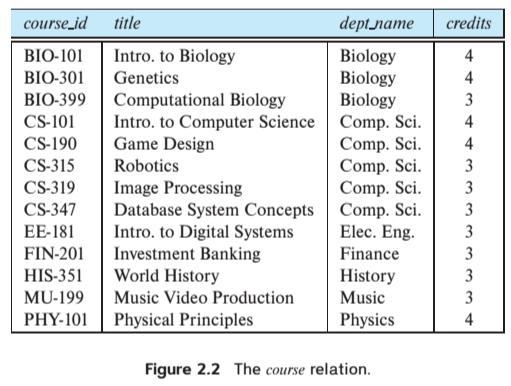 course_id title dept_name credits
BIO-101 Intro. to Biology Biology 4
BIO-301 Genetics Biology 4
BIO-399 Computational Biology Biology 3
CS-101 Intro. to Computer Science Comp. Sci. 4
CS-190 Game Design Comp. Sci. 4
CS-315 Robotics Comp. Sci. 3
CS-319 Image Processing Comp. Sci. 3
CS-347 Database System Concepts Comp. Sci. 3
EE-181 Intro. to Digital Systems Elec. Eng. 3
FIN-201 Investment Banking Finance 3
HIS-351 World History History 3
MU-199 Music Video Production Music 3
PHY-101 Physical Principles Physics 4
Figure 2.2 The course relation.